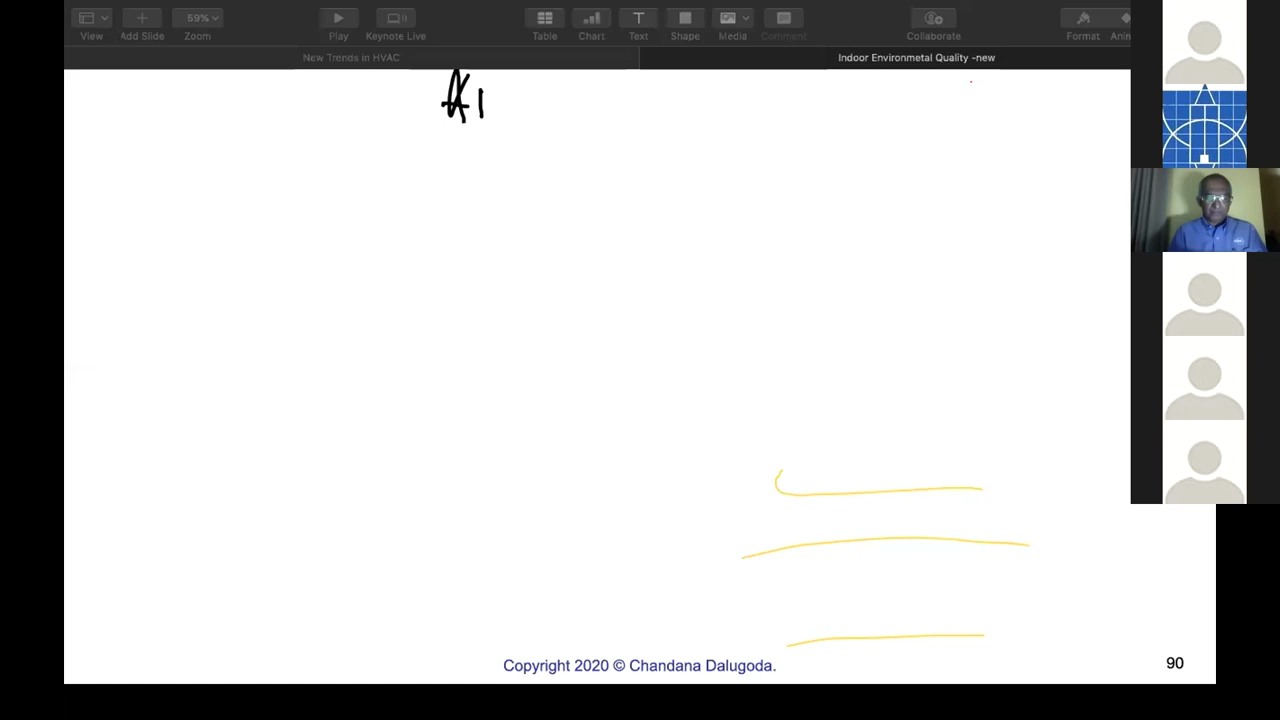 59%
View Add Slide Zoom Play Keynote Live Table Chart Text Shape Media Comment Collaborate Format
New Trends in HVAC Indoor Environmetal Quality -new
Copyright 2020 © Chandana Dalugoda.
90